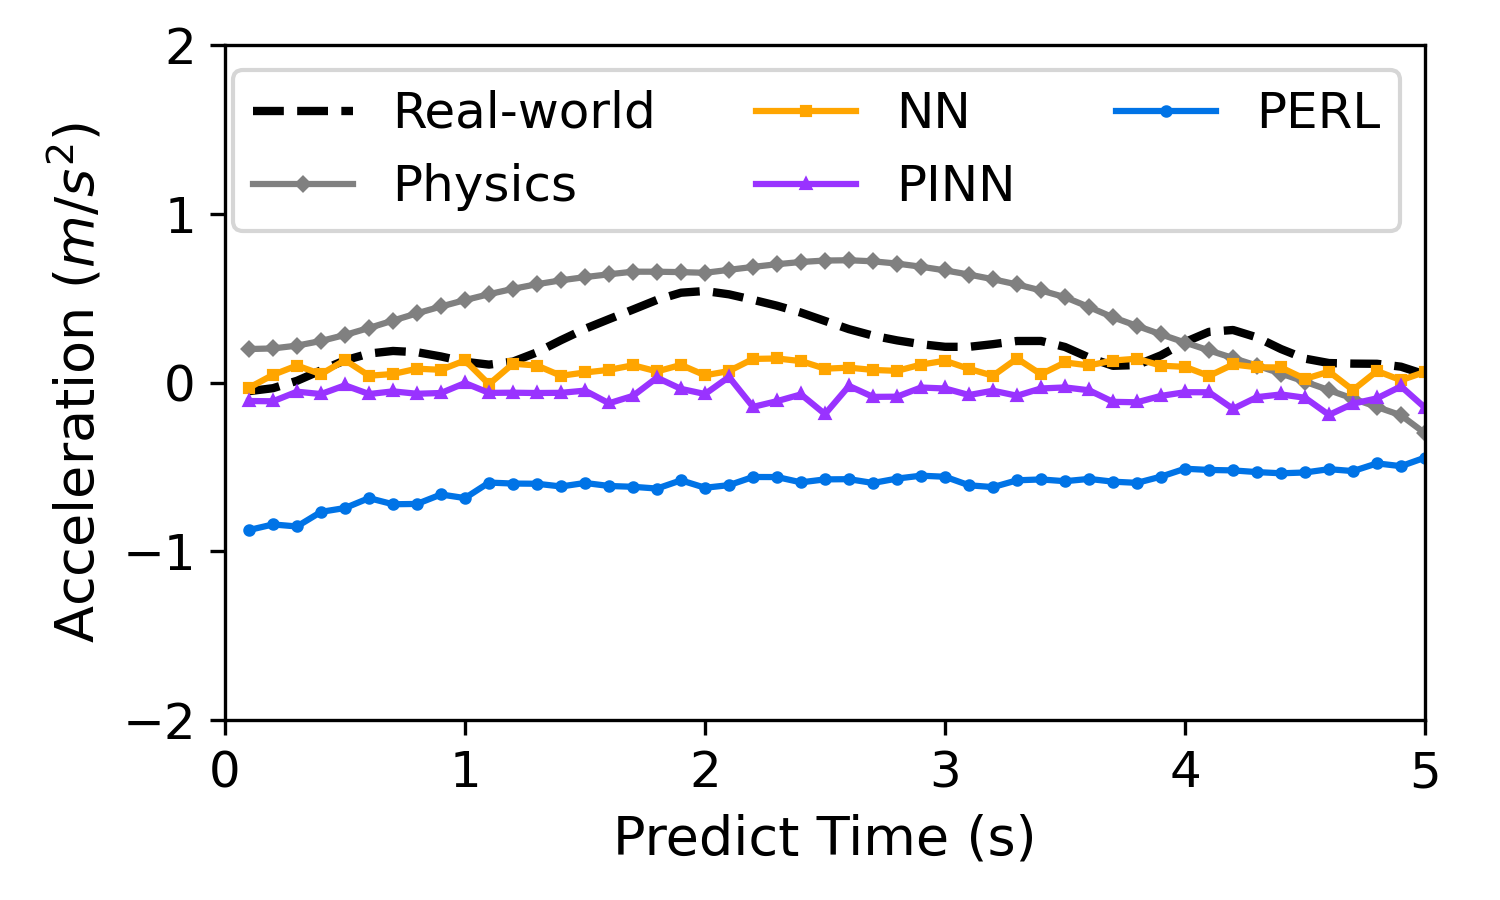 Acceleration (m/s²)
2
1
0
−1
−2
Real-world
Physics
NN
PINN
PERL
0 1 2 3 4 5
Predict Time (s)